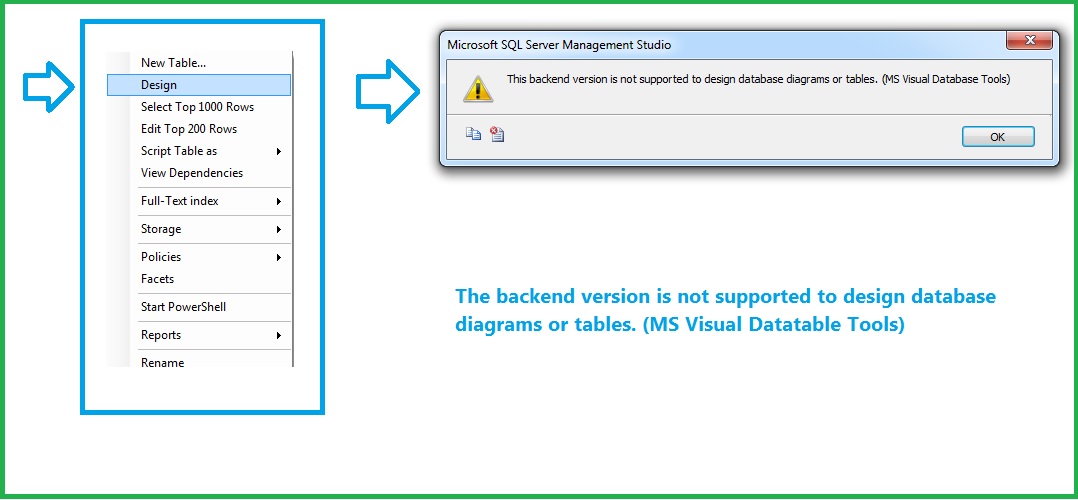 New Table...
Design
Select Top 1000 Rows
Edit Top 200 Rows
Script Table as
View Dependencies
Full-Text index
Storage
Policies
Facets
Start PowerShell
Reports
Rename
Microsoft SQL Server Management Studio
This backend version is not supported to design database diagrams or tables. (MS Visual Database Tools)
OK
The backend version is not supported to design database
diagrams or tables. (MS Visual Datatable Tools)